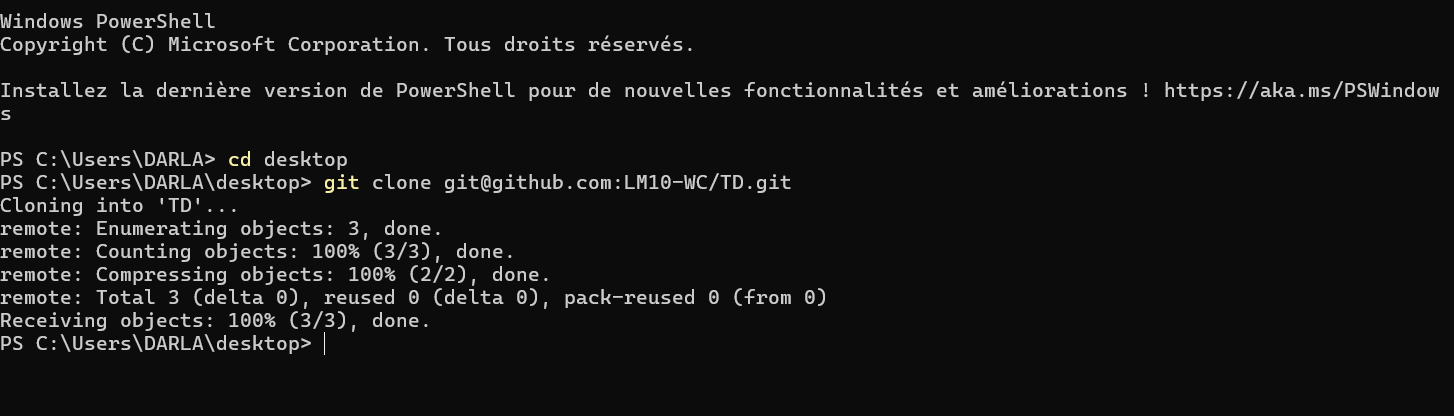 Windows PowerShell
Copyright (C) Microsoft Corporation. Tous droits réservés.
Installez la dernière version de PowerShell pour de nouvelles fonctionnalités et améliorations ! https://aka.ms/PSWindow
s
PS C:\Users\DARLA> cd desktop
PS C:\Users\DARLA\desktop> git clone git@github.com:LM10-WC/TD.git
Cloning into 'TD'...
remote: Enumerating objects: 3, done.
remote: Counting objects: 100% (3/3), done.
remote: Compressing objects: 100% (2/2), done.
remote: Total 3 (delta 0), reused 0 (delta 0), pack-reused 0 (from 0)
Receiving objects: 100% (3/3), done.
PS C:\Users\DARLA\desktop>